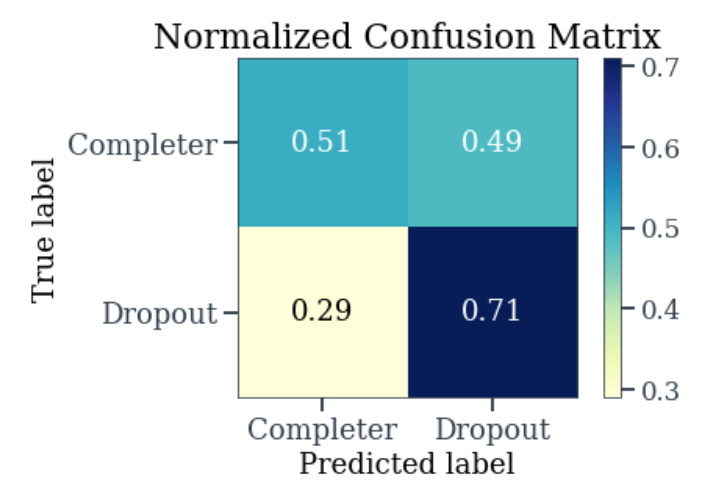 Normalized Confusion Matrix
True label
Completer
0.51 0.49
Dropout
0.29 0.71
Completer Dropout
Predicted label
0.7
0.6
0.5
0.4
0.3